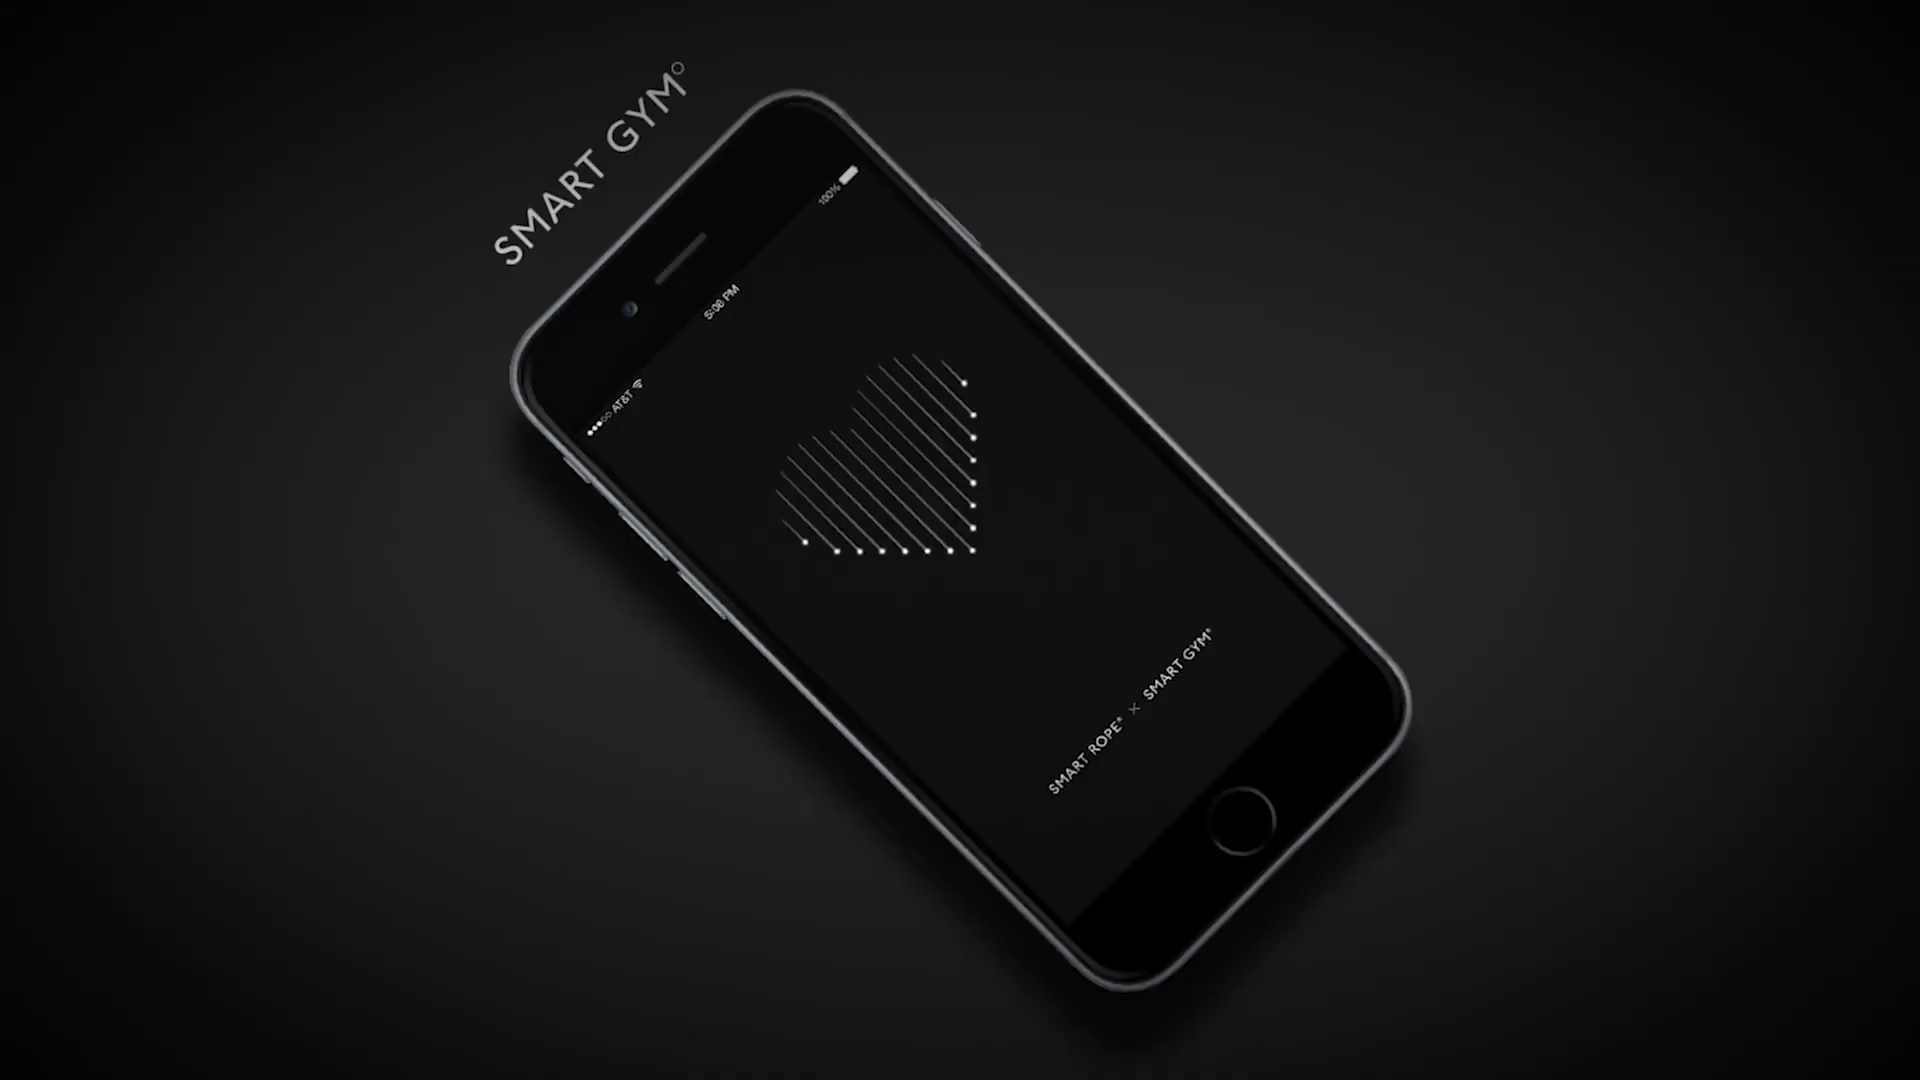 SMART GYM°
●●●○○ AT&T 5:08 PM 100%
SMART ROPE° × SMART GYM°